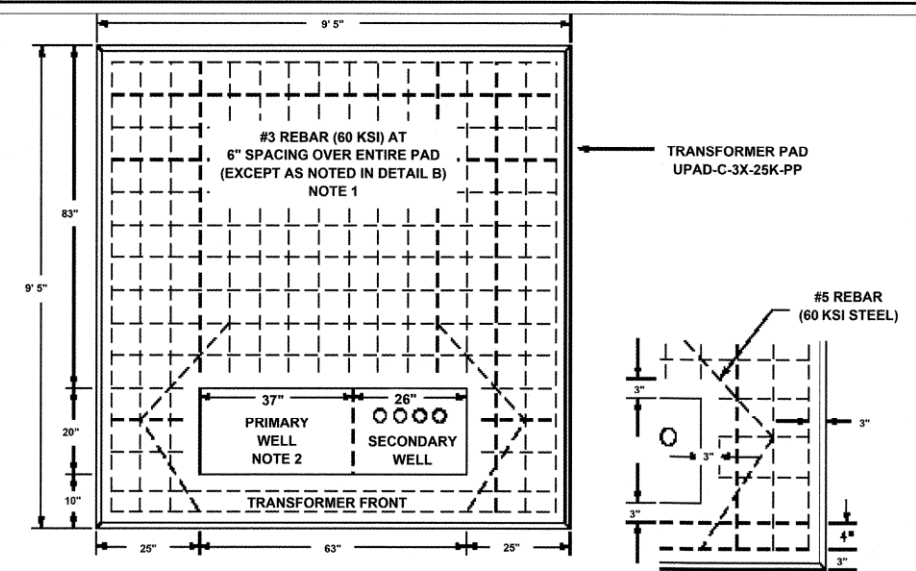 9' 5"
#3 REBAR (60 KSI) AT
6" SPACING OVER ENTIRE PAD
(EXCEPT AS NOTED IN DETAIL B)
NOTE 1
TRANSFORMER PAD
UPAD-C-3X-25K-PP
83"
9' 5"
#5 REBAR
(60 KSI STEEL)
37"
26"
PRIMARY
WELL
NOTE 2
SECONDARY
WELL
20"
10"
TRANSFORMER FRONT
25"
63"
25"
3"
3"
3"
3"
4"
3"